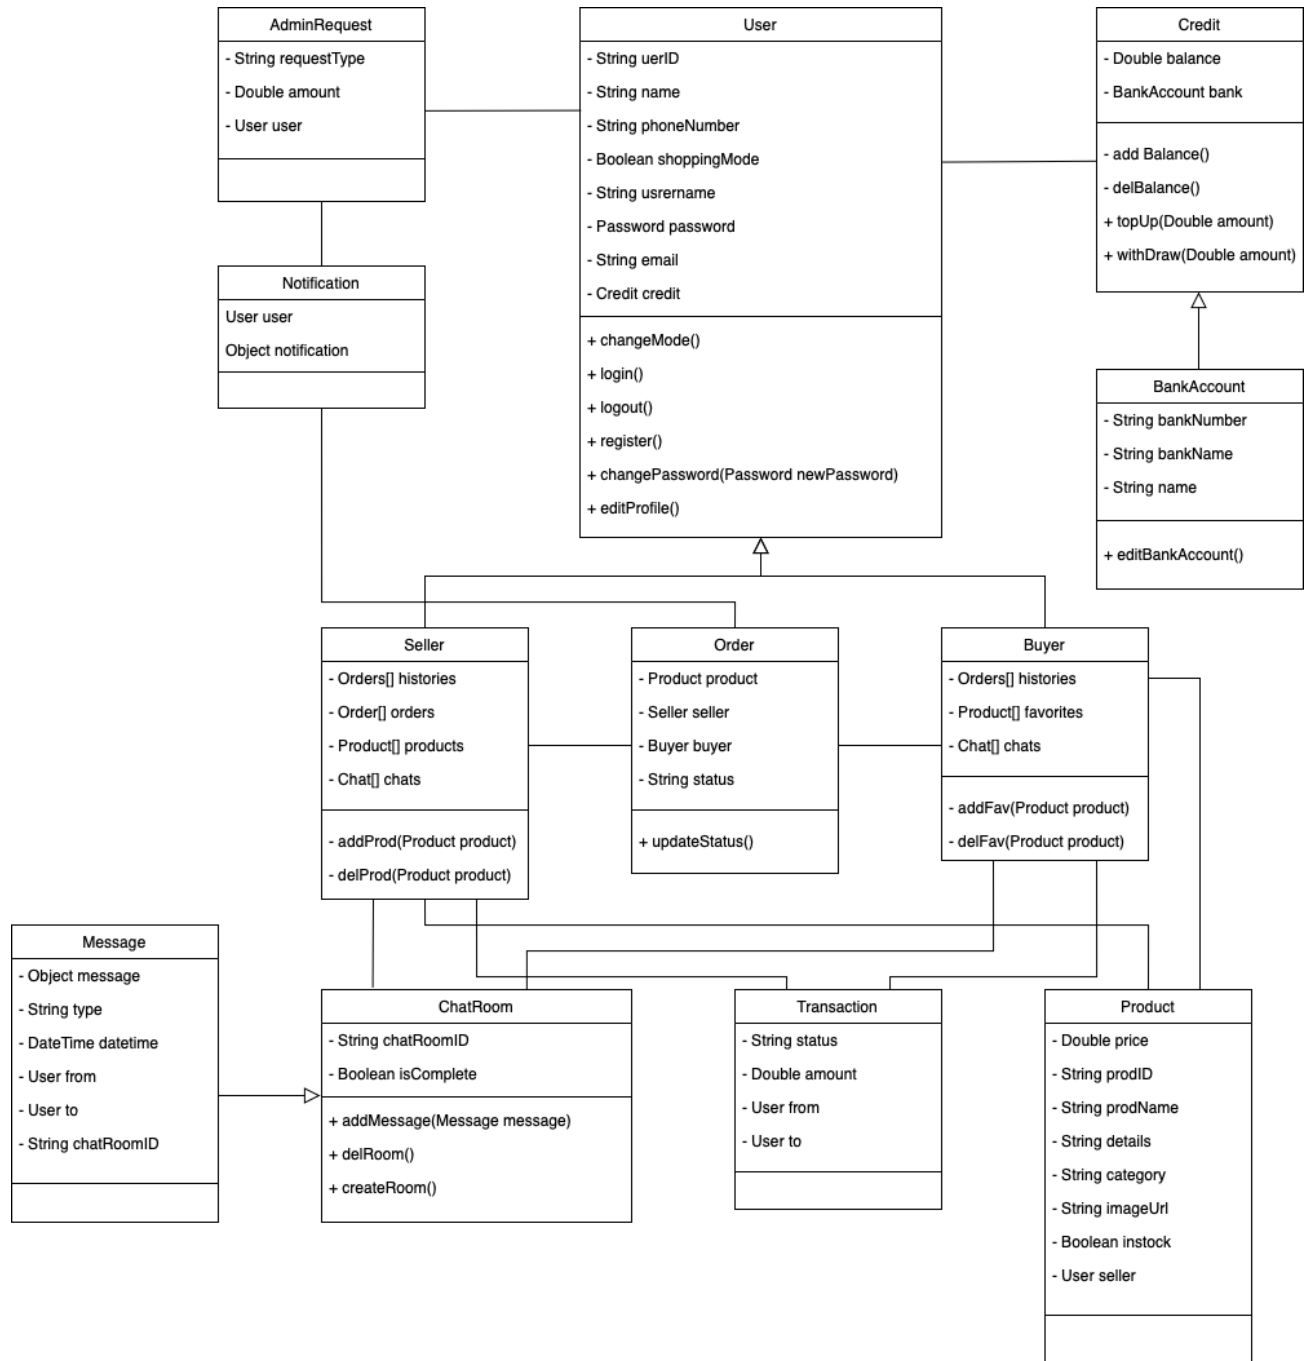 AdminRequest
- String requestType
- Double amount
- User user
User
- String uerID
- String name
- String phoneNumber
- Boolean shoppingMode
- String usrername
- Password password
- String email
- Credit credit
+ changeMode()
+ login()
+ logout()
+ register()
+ changePassword(Password newPassword)
+ editProfile()
Credit
- Double balance
- BankAccount bank
- add Balance()
- delBalance()
+ topUp(Double amount)
+ withDraw(Double amount)
Notification
User user
Object notification
BankAccount
- String bankNumber
- String bankName
- String name
+ editBankAccount()
Seller
- Orders[] histories
- Order[] orders
- Product[] products
- Chat[] chats
- addProd(Product product)
- delProd(Product product)
Order
- Product product
- Seller seller
- Buyer buyer
- String status
+ updateStatus()
Buyer
- Orders[] histories
- Product[] favorites
- Chat[] chats
- addFav(Product product)
- delFav(Product product)
Message
- Object message
- String type
- DateTime datetime
- User from
- User to
- String chatRoomID
ChatRoom
- String chatRoomID
- Boolean isComplete
+ addMessage(Message message)
+ delRoom()
+ createRoom()
Transaction
- String status
- Double amount
- User from
- User to
Product
- Double price
- String prodID
- String prodName
- String details
- String category
- String imageUrl
- Boolean instock
- User seller